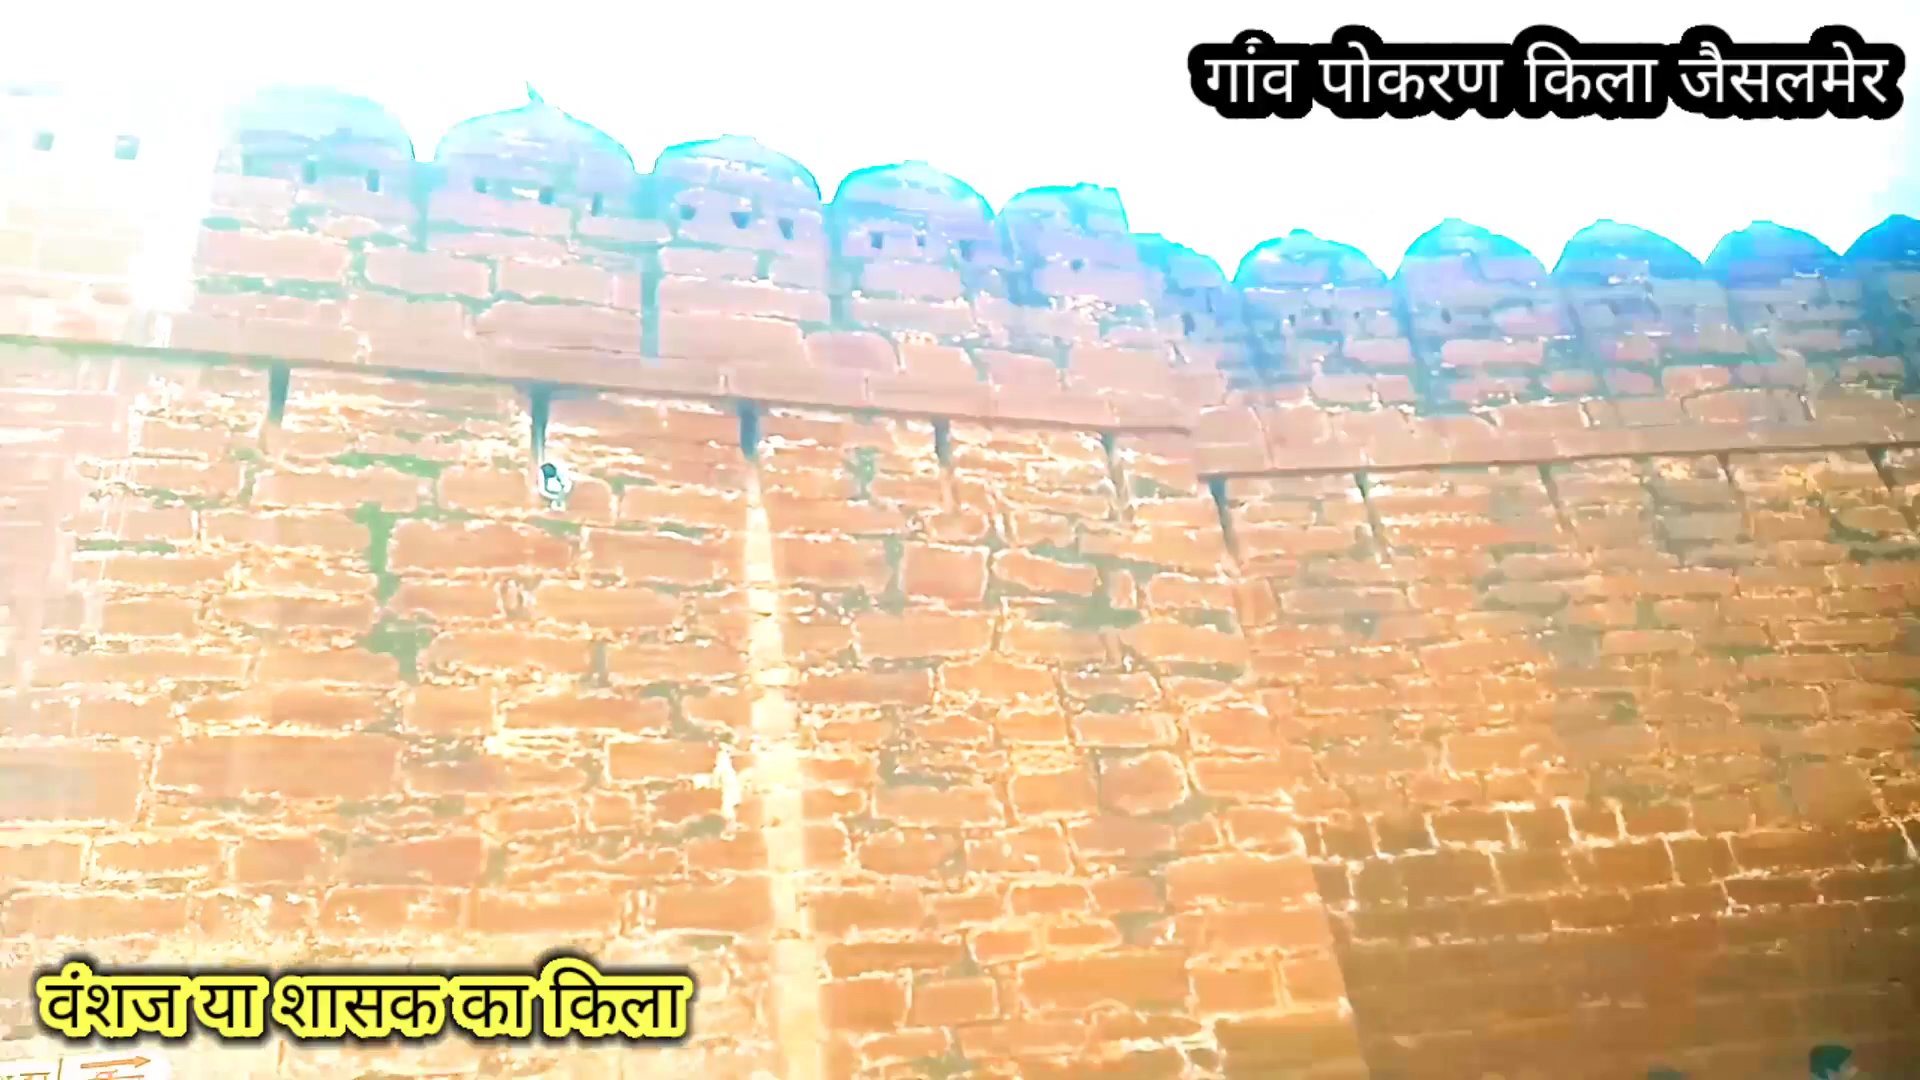 गांव पोकरण किला जैसलमेर
वंशज या शासक का किला